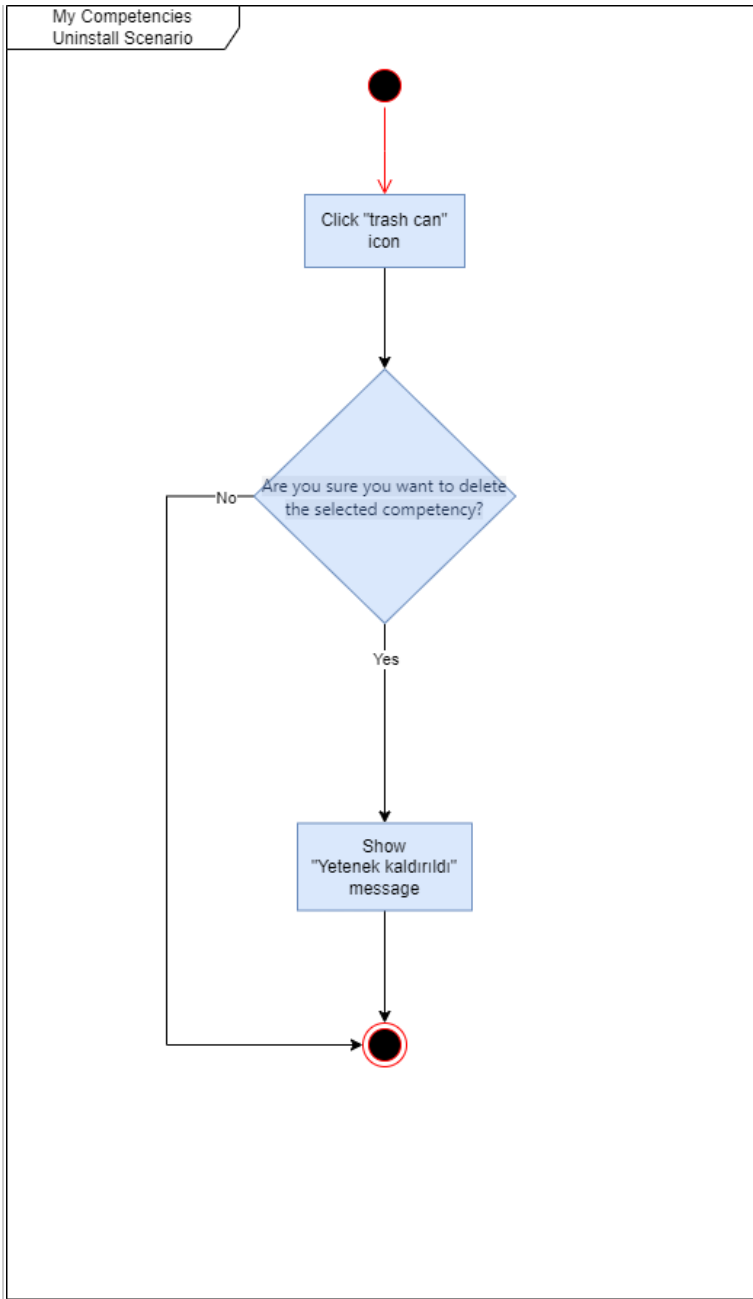 My Competencies
Uninstall Scenario
Click "trash can"
icon
Are you sure you want to delete
the selected competency?
No
Yes
Show
"Yetenek kaldırıldı"
message